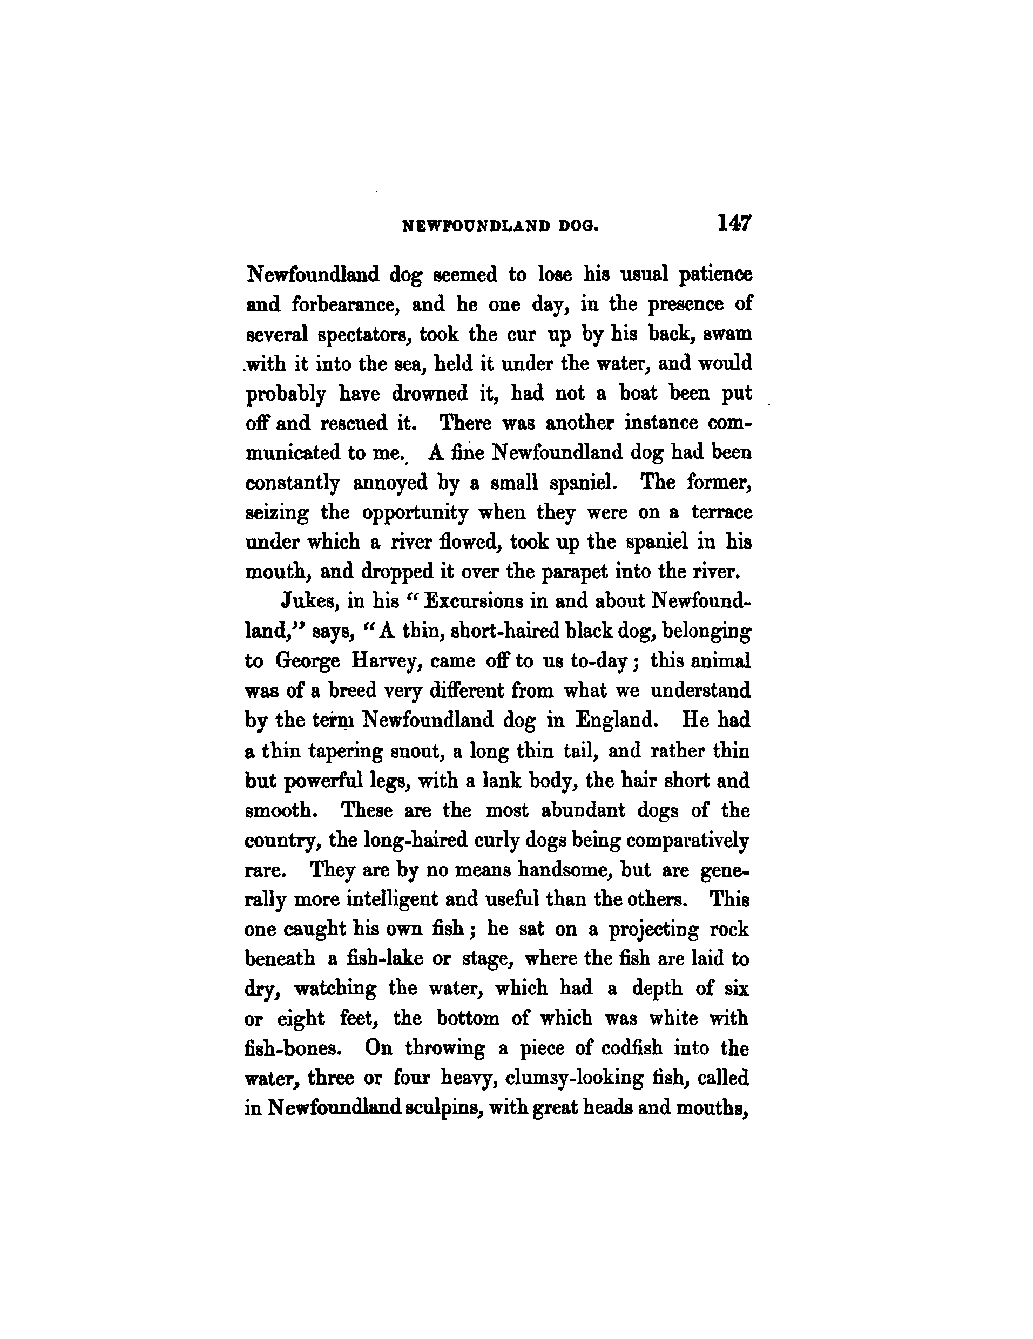 NEWFOUNDLAND DOG. 147
Newfoundland dog seemed to lose his usual patience
and forbearance, and he one day, in the presence of
several spectators, took the cur up by his back, swam
with it into the sea, held it under the water, and would
probably have drowned it, had not a boat been put
off and rescued it. There was another instance com-
municated to me. A fine Newfoundland dog had been
constantly annoyed by a small spaniel. The former,
seizing the opportunity when they were on a terrace
under which a river flowed, took up the spaniel in his
mouth, and dropped it over the parapet into the river.
Jukes, in his “ Excursions in and about Newfound-
land,” says, “ A thin, short-haired black dog, belonging
to George Harvey, came off to us to-day ; this animal
was of a breed very different from what we understand
by the term Newfoundland dog in England. He had
a thin tapering snout, a long thin tail, and rather thin
but powerful legs, with a lank body, the hair short and
smooth. These are the most abundant dogs of the
country, the long-haired curly dogs being comparatively
rare. They are by no means handsome, but are gene-
rally more intelligent and useful than the others. This
one caught his own fish ; he sat on a projecting rock
beneath a fish-lake or stage, where the fish are laid to
dry, watching the water, which had a depth of six
or eight feet, the bottom of which was white with
fish-bones. On throwing a piece of codfish into the
water, three or four heavy, clumsy-looking fish, called
in Newfoundland sculpins, with great heads and mouths,